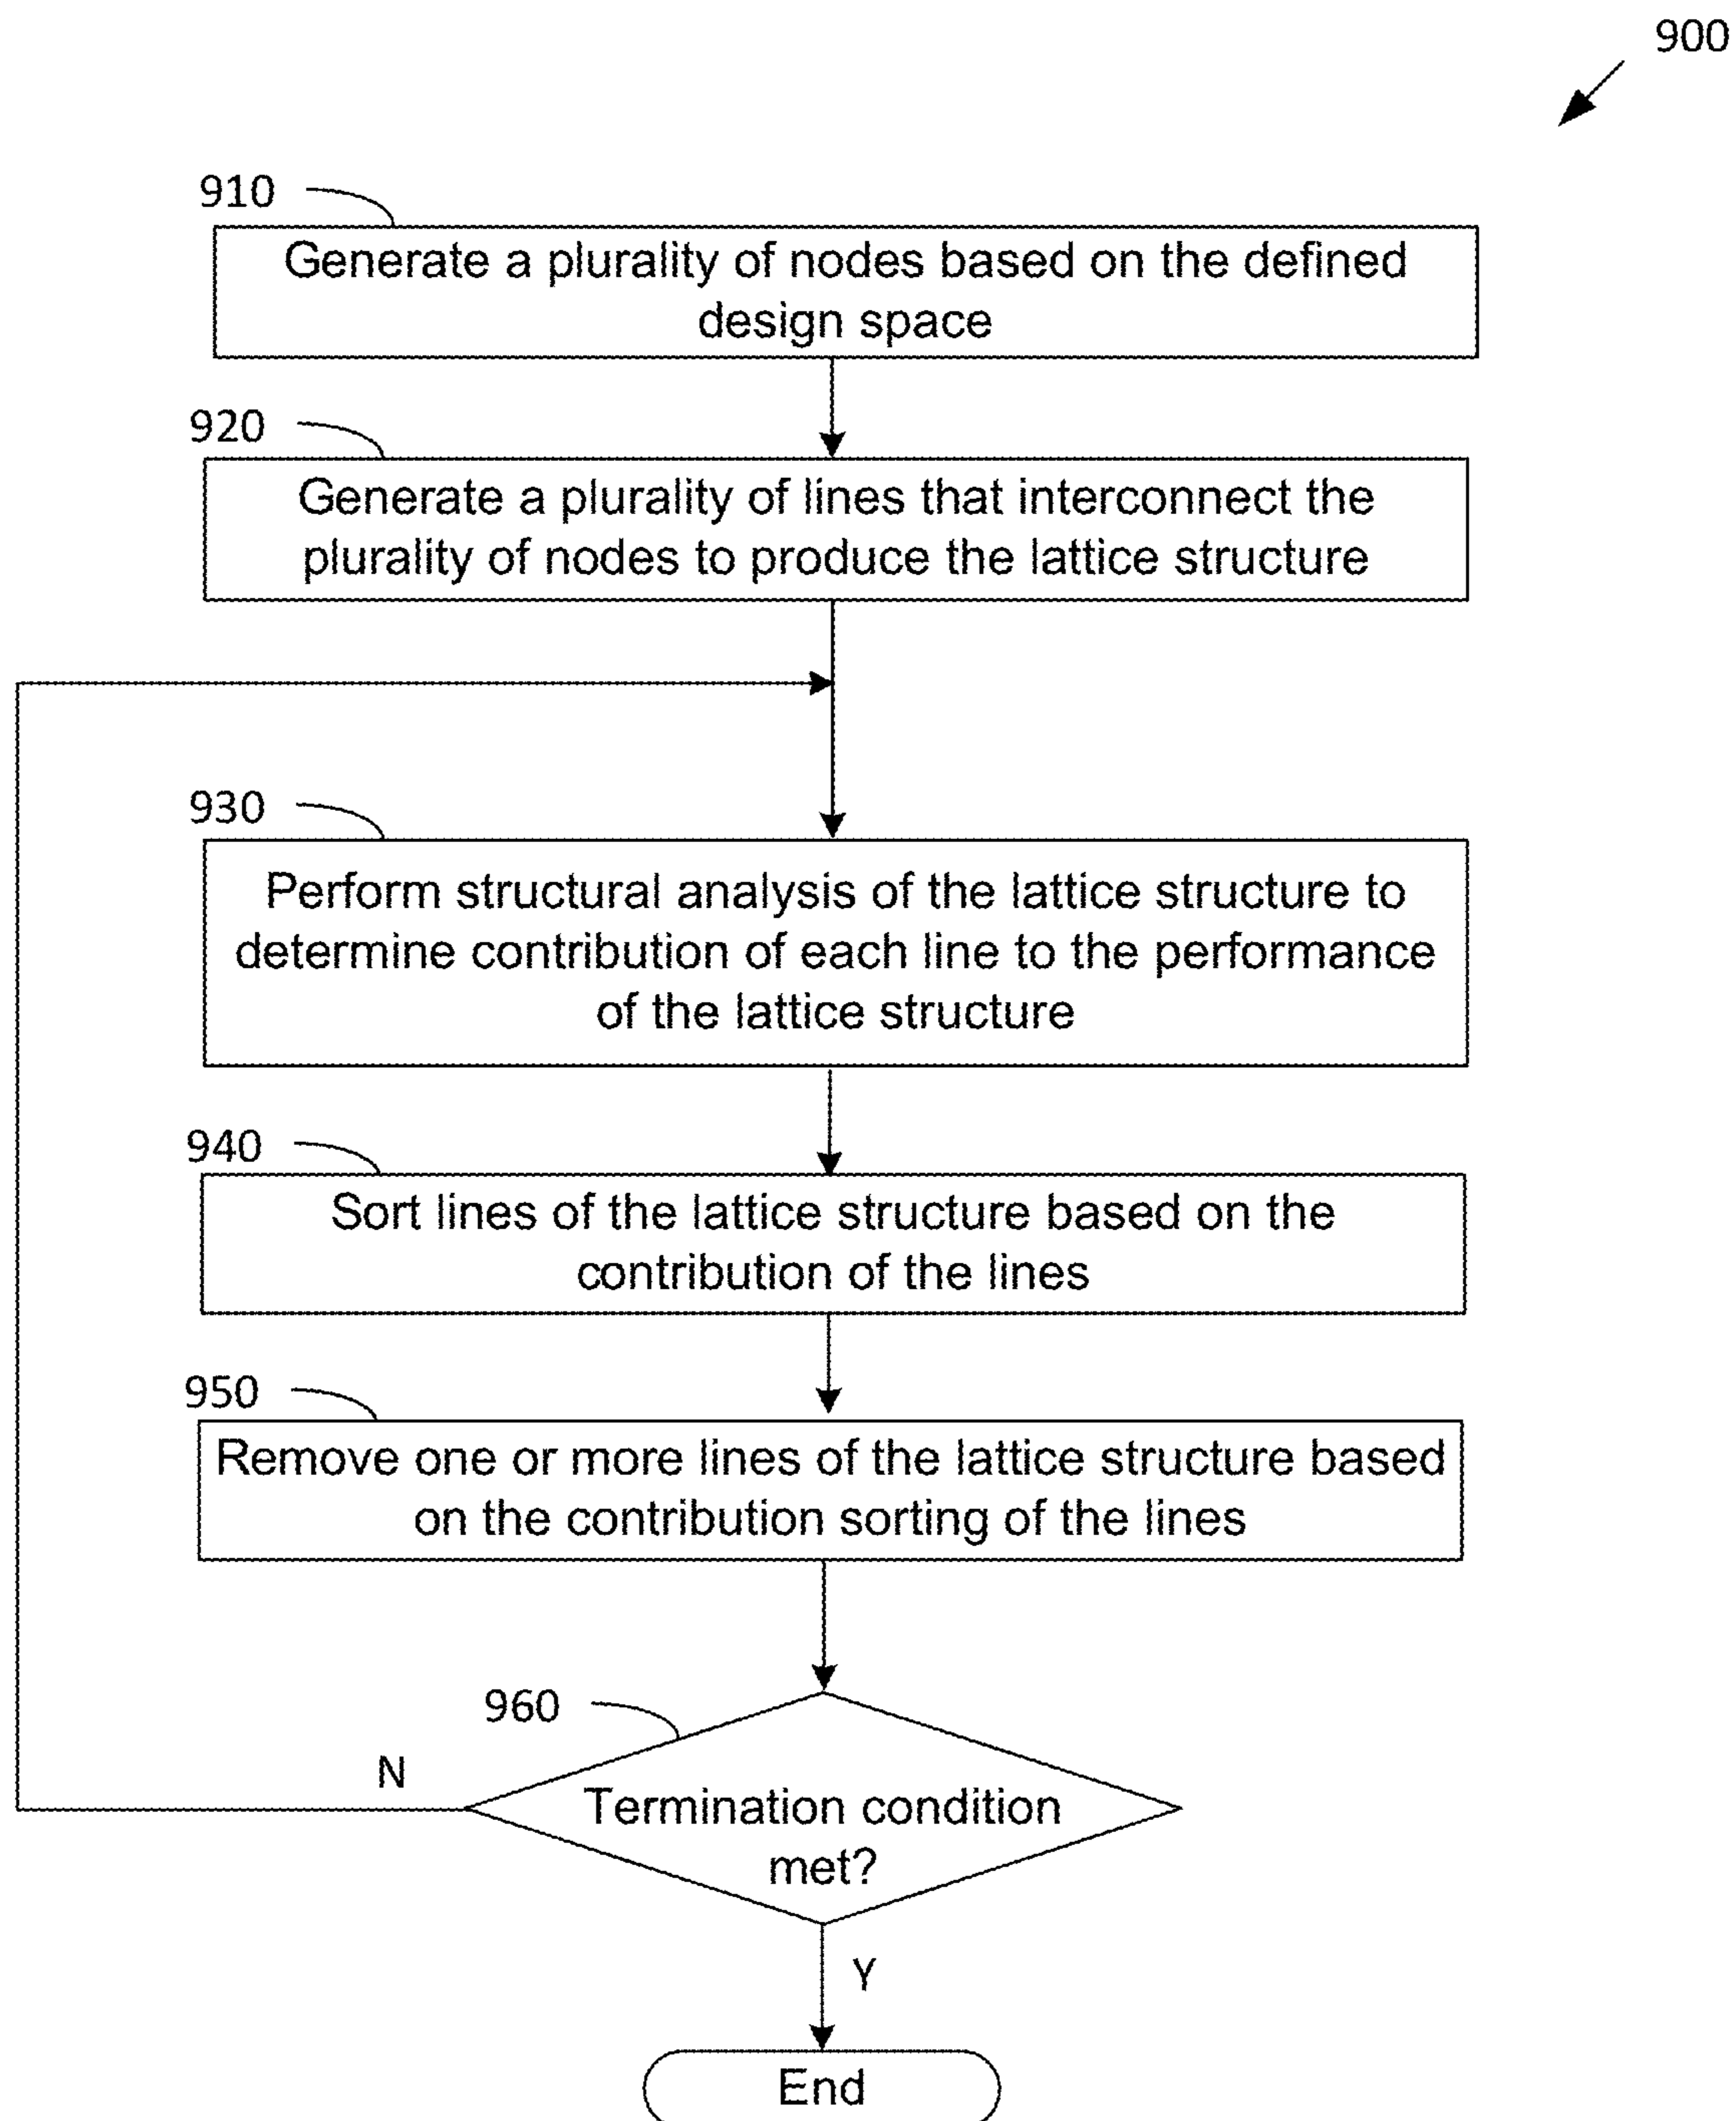 900
910
Generate a plurality of nodes based on the defined
design space
920
Generate a plurality of lines that interconnect the
plurality of nodes to produce the lattice structure
930
Perform structural analysis of the lattice structure to
determine contribution of each line to the performance
of the lattice structure
940
Sort lines of the lattice structure based on the
contribution of the lines
950
Remove one or more lines of the lattice structure based
on the contribution sorting of the lines
960
N
Termination condition
met?
Y
End